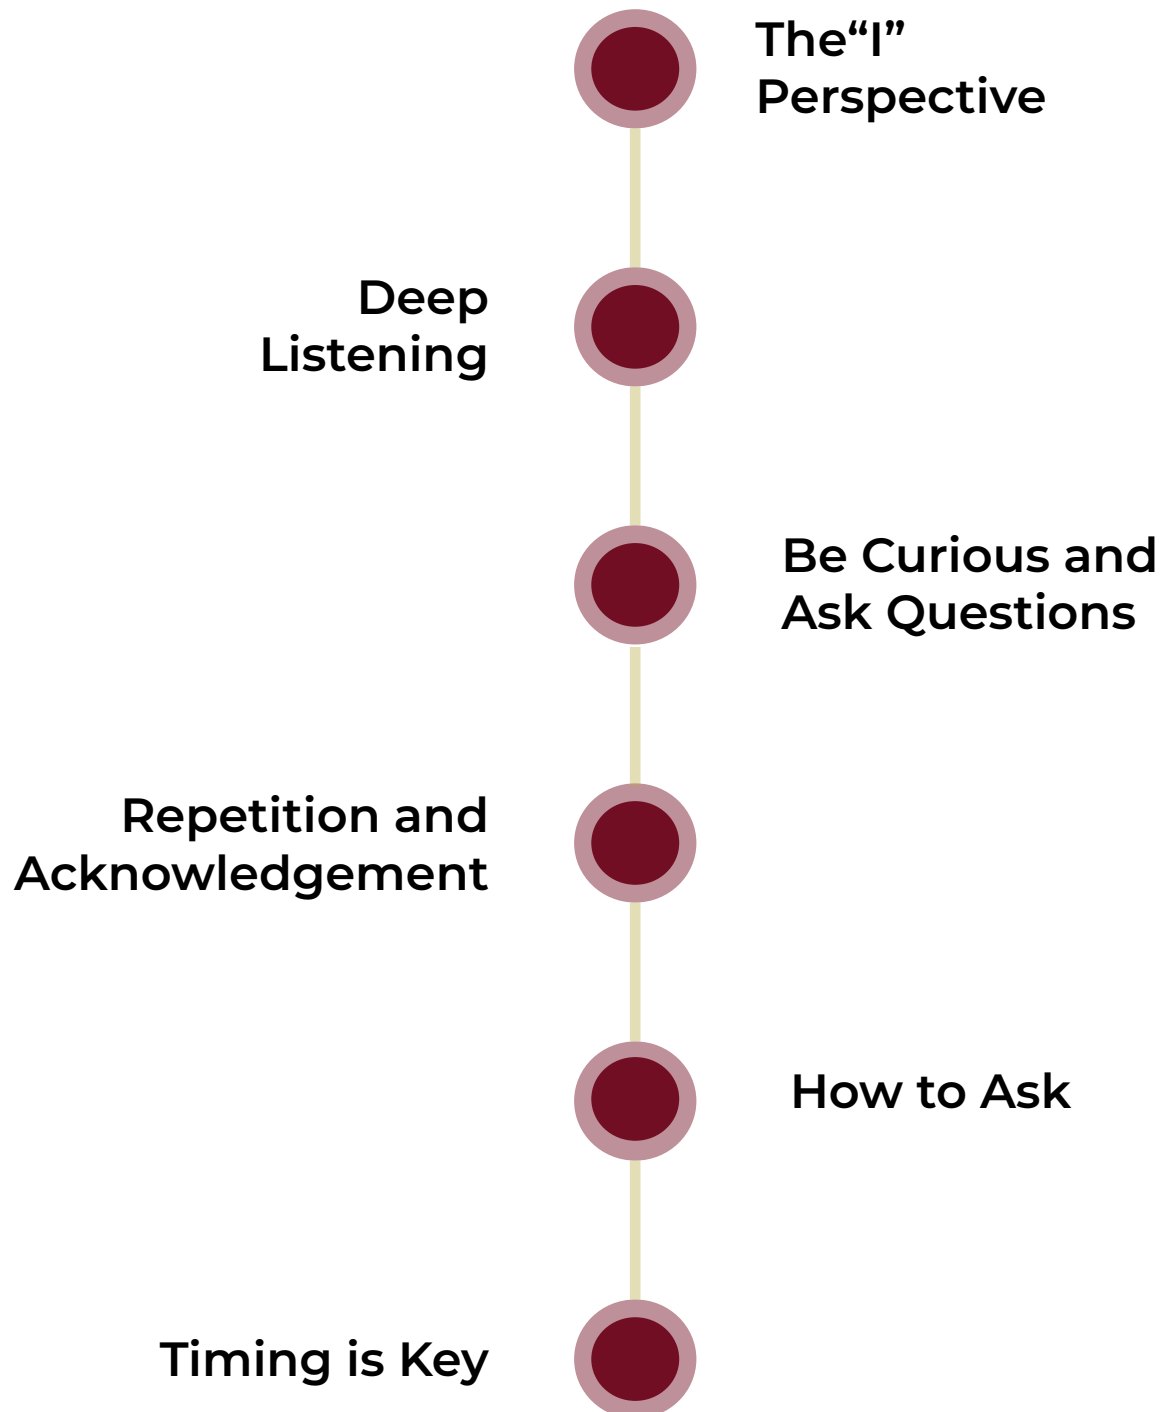 The“I”
Perspective
Deep
Listening
Be Curious and
Ask Questions
Repetition and
Acknowledgement
How to Ask
Timing is Key